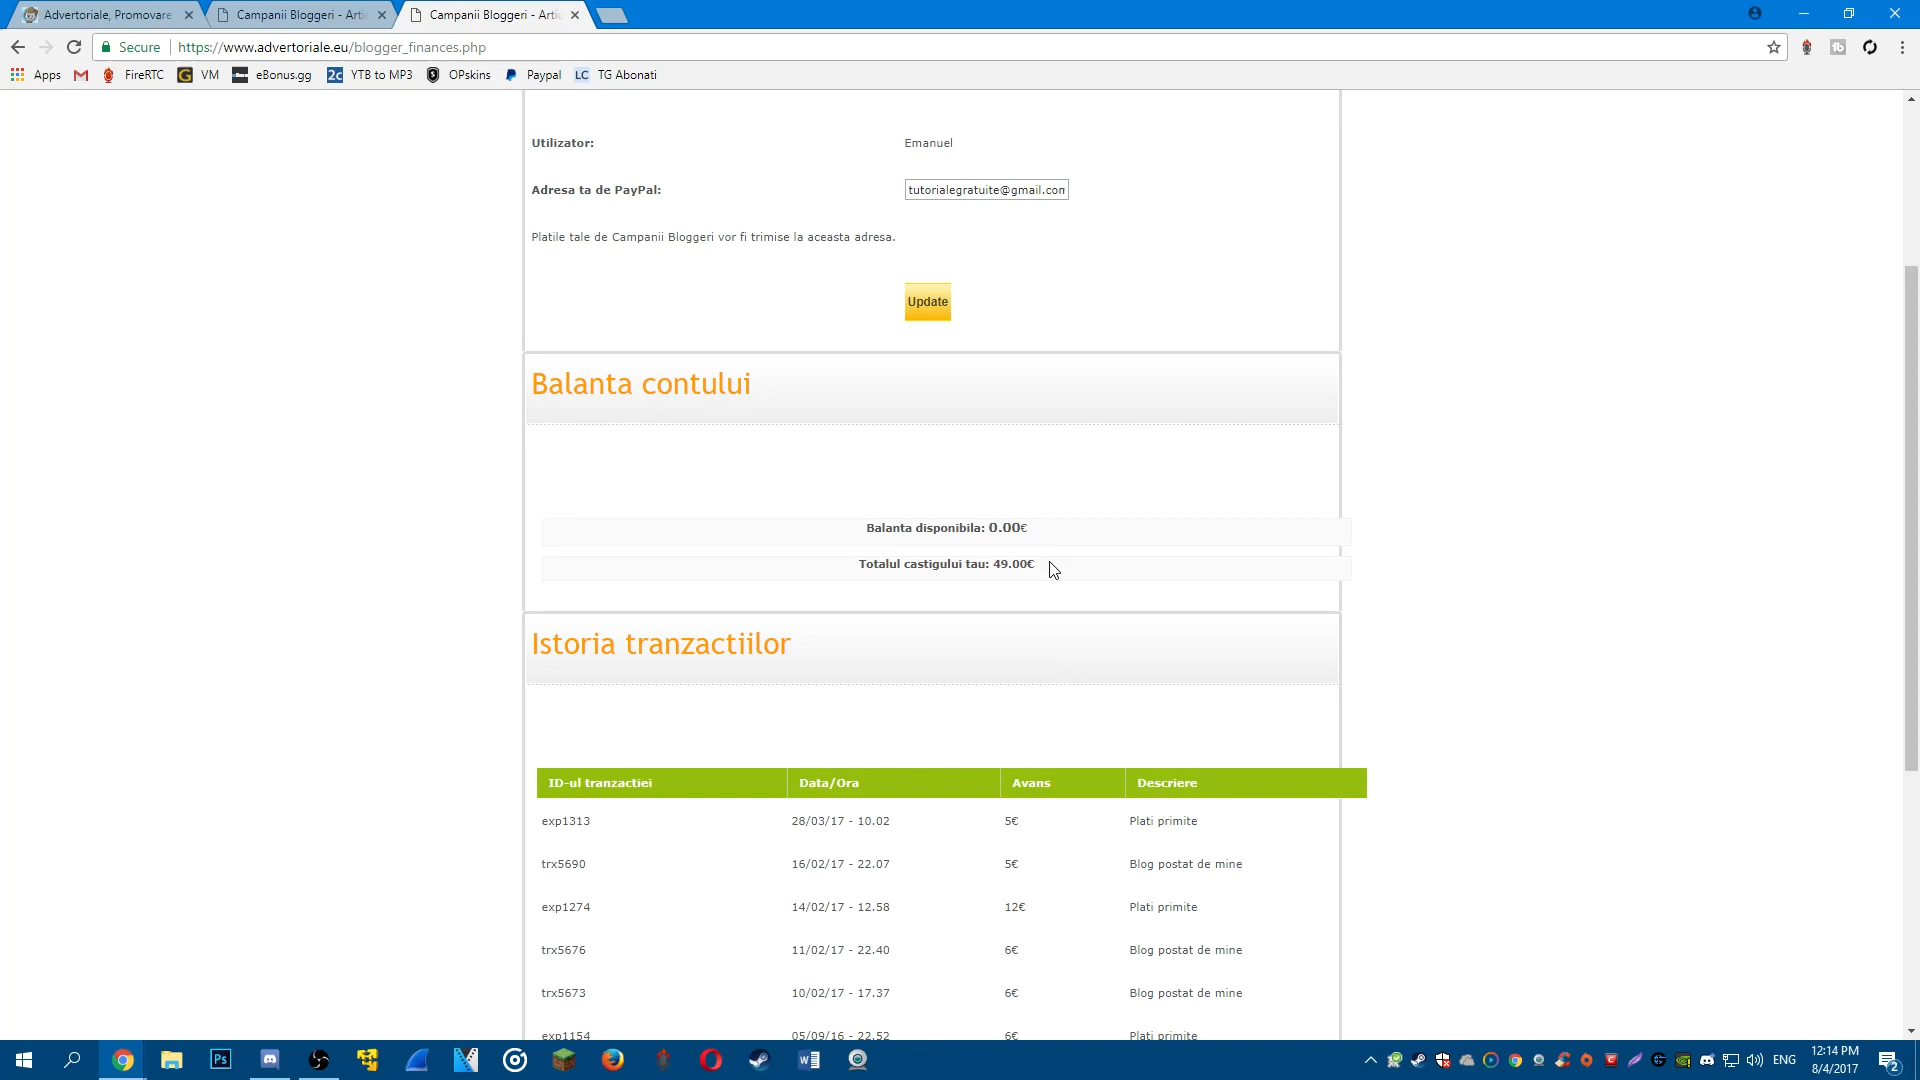 Advertoriale, Promovare
Campanii Bloggeri - Artic
Campanii Bloggeri - Artic
Secure https://www.advertoriale.eu/blogger_finances.php
Apps FireRTC VM eBonus.gg YTB to MP3 OPskins Paypal LC TG Abonati
Utilizator: Emanuel
Adresa ta de PayPal: tutorialegratuite@gmail.com
Platile tale de Campanii Bloggeri vor fi trimise la aceasta adresa.
Update
Balanta contului
Balanta disponibila: 0.00€
Totalul castigului tau: 49.00€
Istoria tranzactiilor
ID-ul tranzactiei Data/Ora Avans Descriere
exp1313 28/03/17 - 10.02 5€ Plati primite
trx5690 16/02/17 - 22.07 5€ Blog postat de mine
exp1274 14/02/17 - 12.58 12€ Plati primite
trx5676 11/02/17 - 22.40 6€ Blog postat de mine
trx5673 10/02/17 - 17.37 6€ Blog postat de mine
exp1154 05/09/16 - 22.52 6€ Plati primite
ENG 12:14 PM
8/4/2017
2